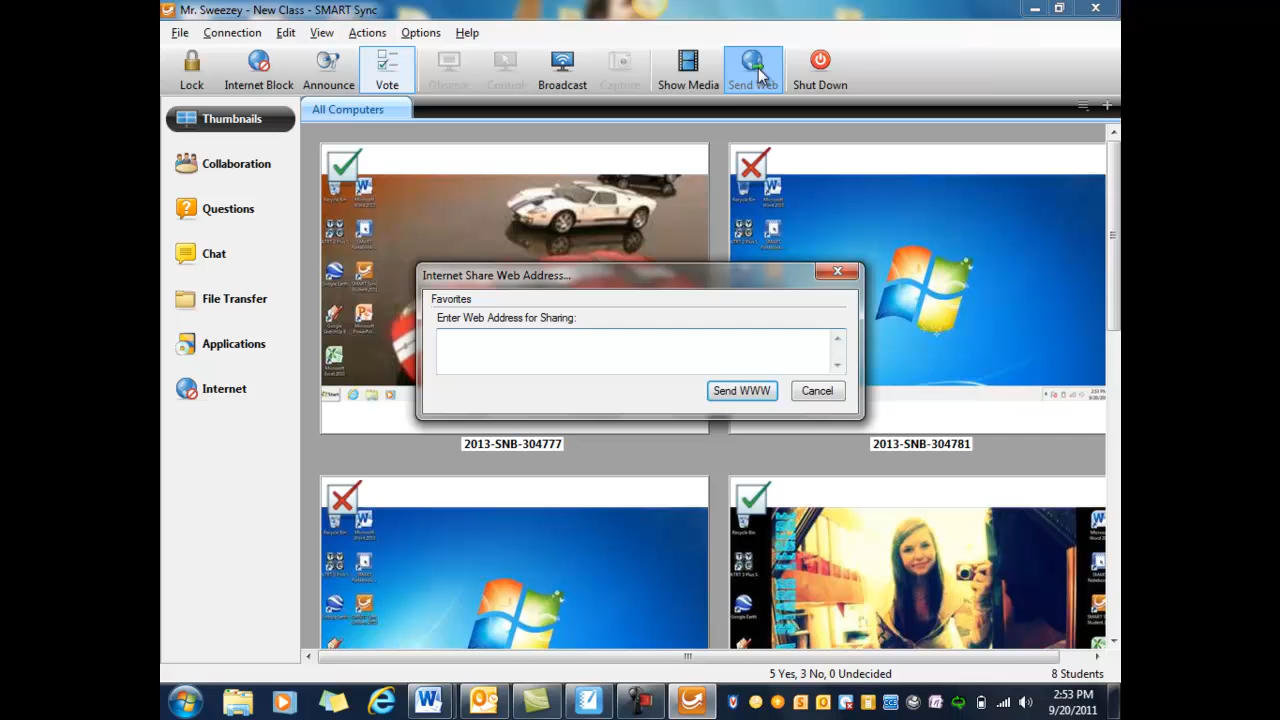 Mr. Sweezey - New Class - SMART Sync
File Connection Edit View Actions Options Help
Lock Internet Block Announce Vote Observe Control Broadcast Capture Show Media Send Web Shut Down
Thumbnails
All Computers
Collaboration
Questions
Chat
File Transfer
Applications
Internet
Internet Share Web Address...
Favorites
Enter Web Address for Sharing:
Send WWW Cancel
2013-SNB-304777
2013-SNB-304781
5 Yes, 3 No, 0 Undecided
8 Students
2:53 PM
9/20/2011